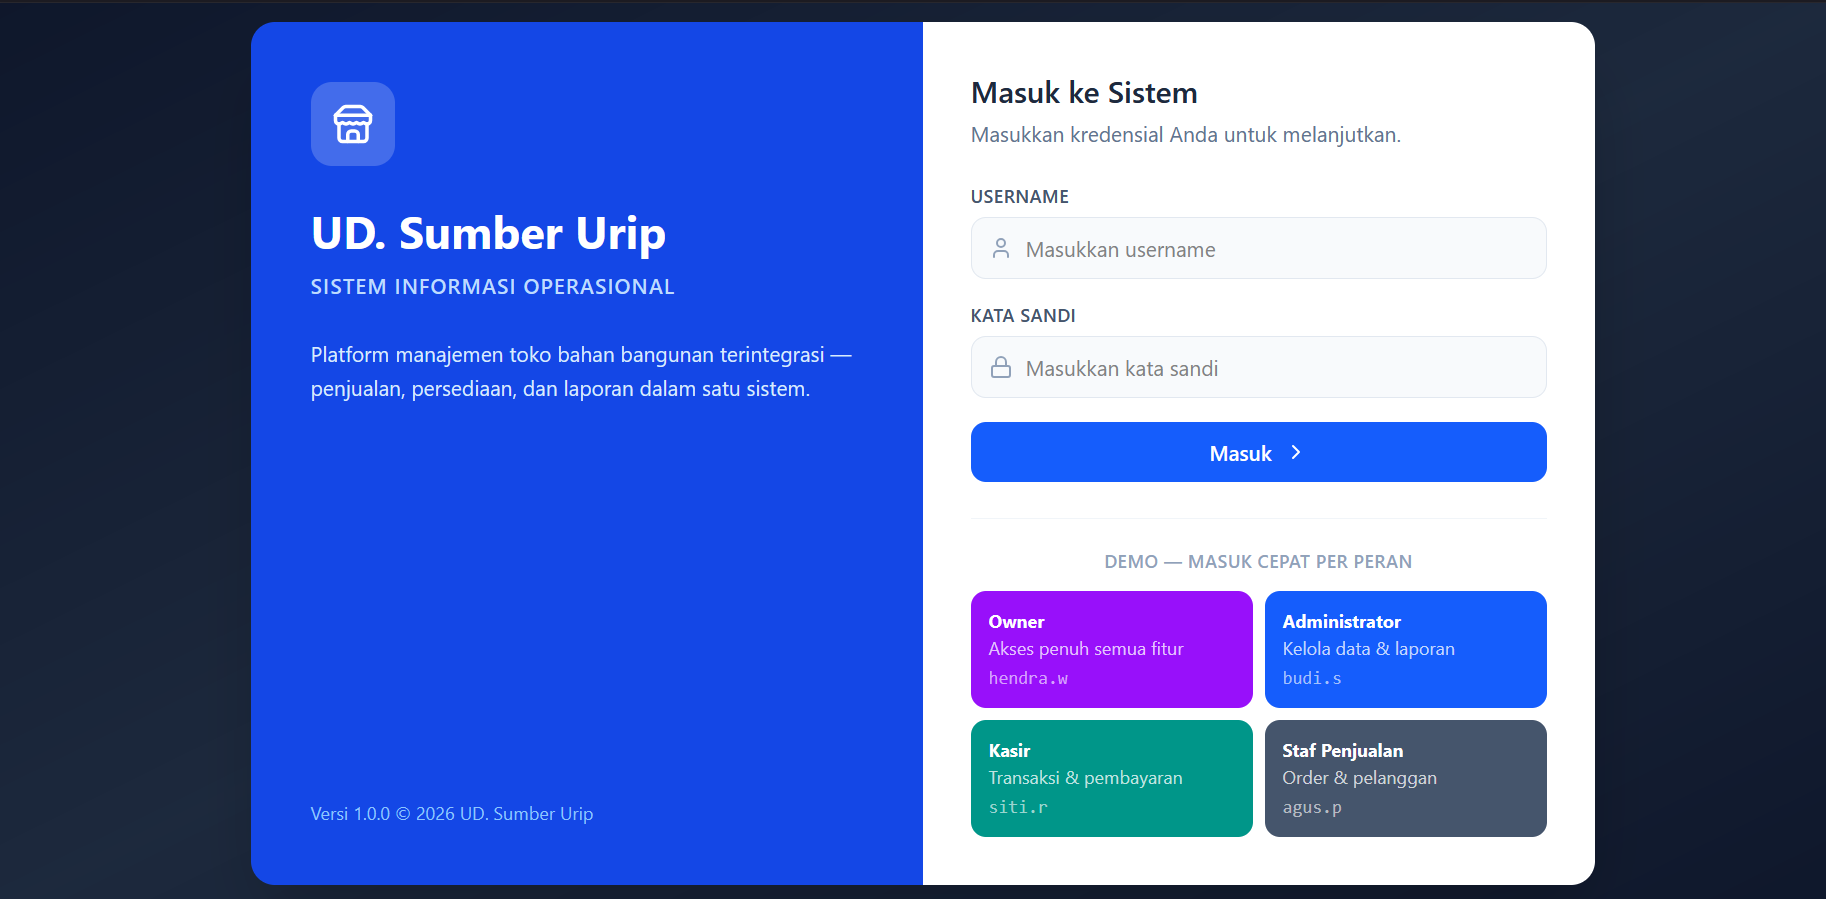 UD. Sumber Urip
SISTEM INFORMASI OPERASIONAL
Platform manajemen toko bahan bangunan terintegrasi —
penjualan, persediaan, dan laporan dalam satu sistem.
Versi 1.0.0 © 2026 UD. Sumber Urip
Masuk ke Sistem
Masukkan kredensial Anda untuk melanjutkan.
USERNAME
Masukkan username
KATA SANDI
Masukkan kata sandi
Masuk
DEMO — MASUK CEPAT PER PERAN
Owner
Akses penuh semua fitur
hendra.w
Administrator
Kelola data & laporan
budi.s
Kasir
Transaksi & pembayaran
siti.r
Staf Penjualan
Order & pelanggan
agus.p